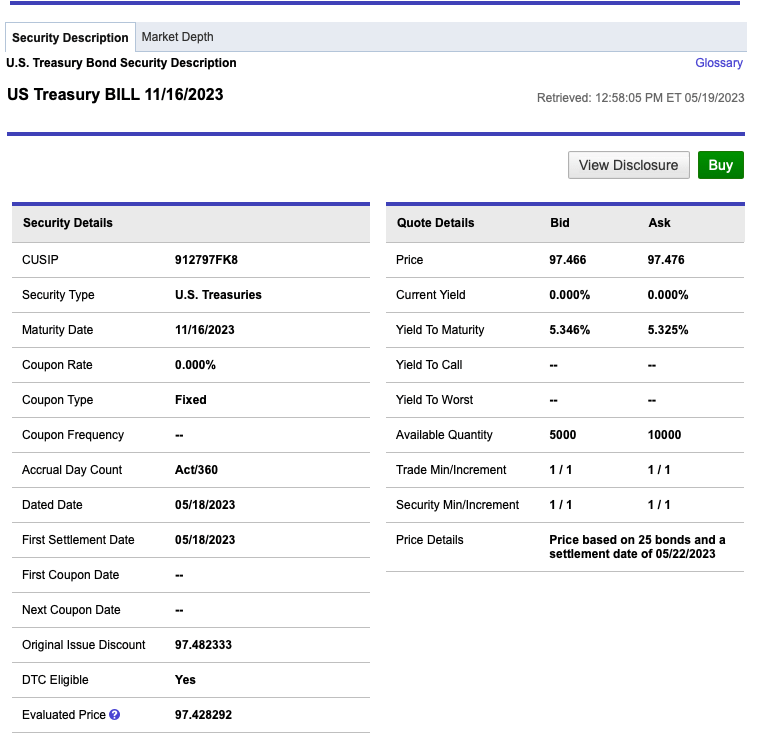 Security Description Market Depth
U.S. Treasury Bond Security Description Glossary
US Treasury BILL 11/16/2023 Retrieved: 12:58:05 PM ET 05/19/2023
View Disclosure Buy
Security Details
CUSIP 912797FK8
Security Type U.S. Treasuries
Maturity Date 11/16/2023
Coupon Rate 0.000%
Coupon Type Fixed
Coupon Frequency --
Accrual Day Count Act/360
Dated Date 05/18/2023
First Settlement Date 05/18/2023
First Coupon Date --
Next Coupon Date --
Original Issue Discount 97.482333
DTC Eligible Yes
Evaluated Price ? 97.428292
Quote Details Bid Ask
Price 97.466 97.476
Current Yield 0.000% 0.000%
Yield To Maturity 5.346% 5.325%
Yield To Call -- --
Yield To Worst -- --
Available Quantity 5000 10000
Trade Min/Increment 1 / 1 1 / 1
Security Min/Increment 1 / 1 1 / 1
Price Details Price based on 25 bonds and a
settlement date of 05/22/2023